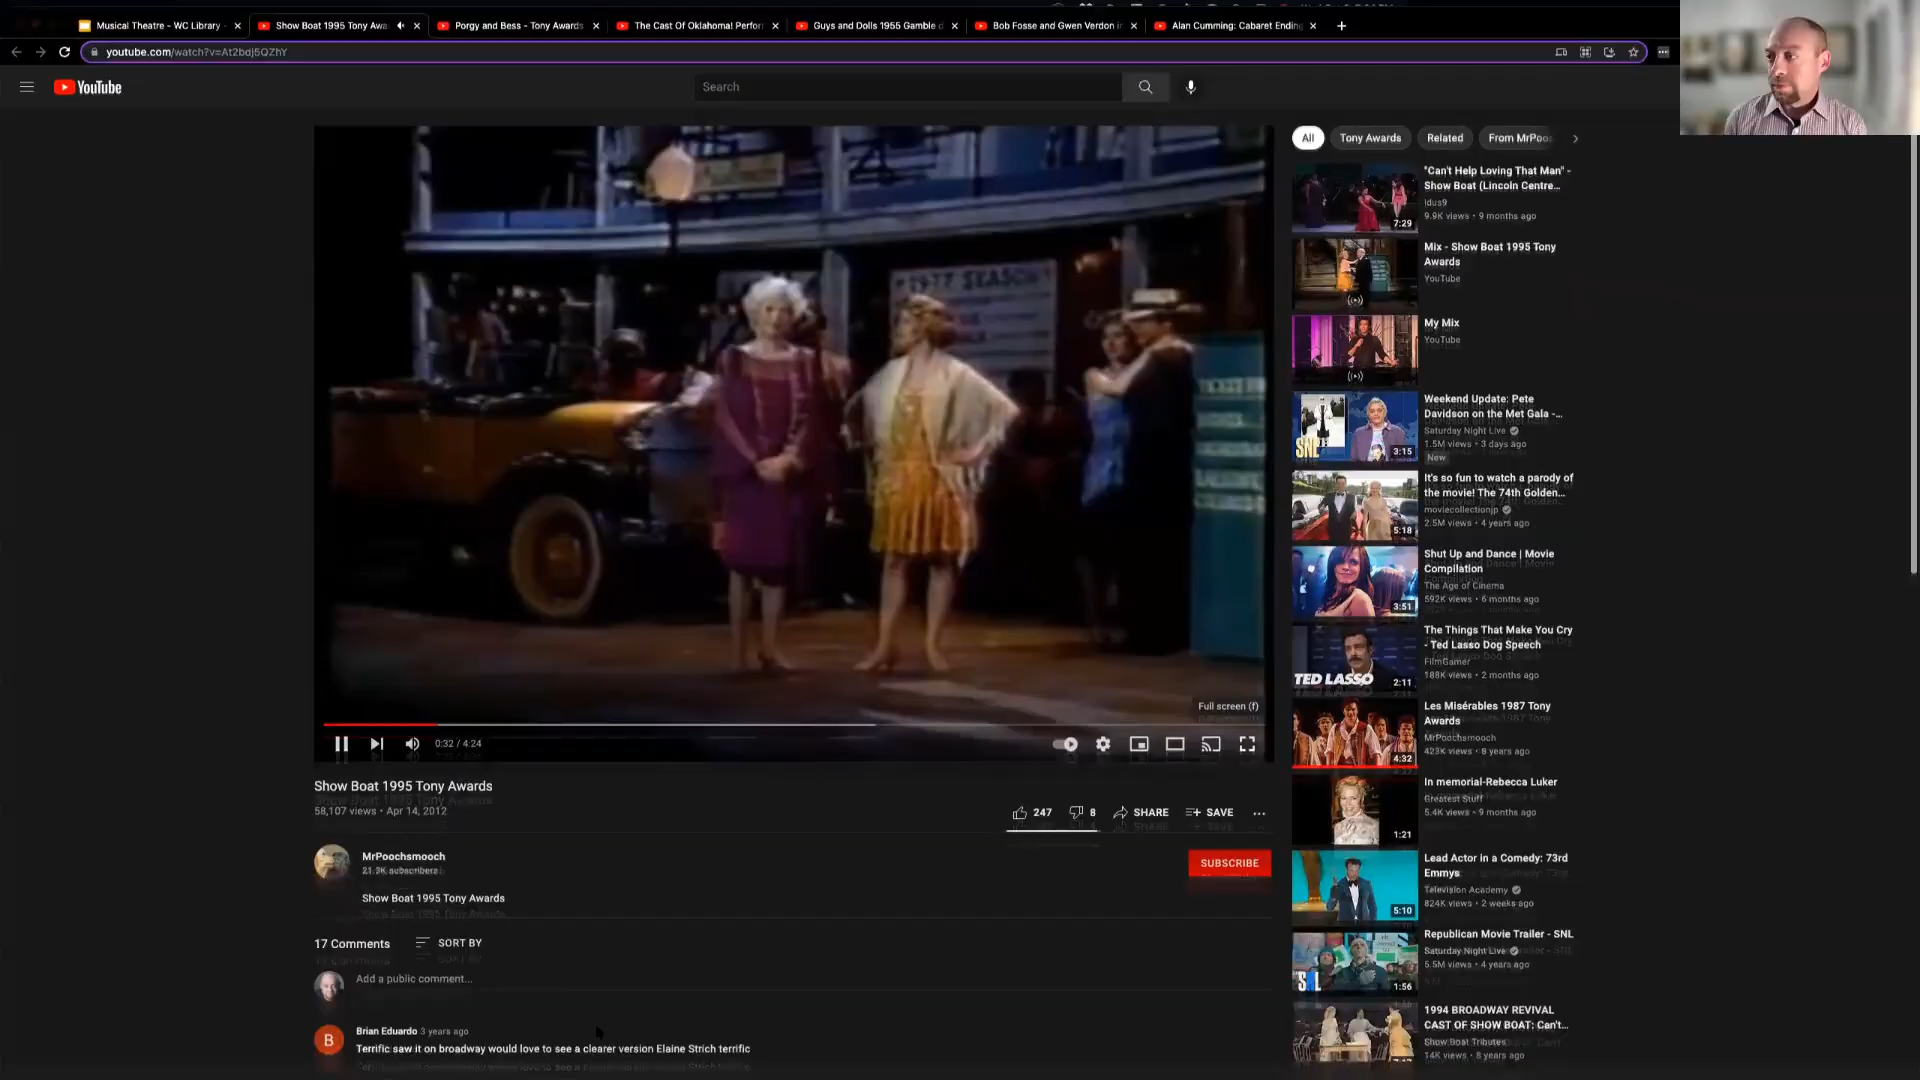 Musical Theatre - WC Library -
Show Boat 1995 Tony Awa
Porgy and Bess - Tony Awards
The Cast Of Oklahoma! Perfor
Guys and Dolls 1955 Gamble d
Bob Fosse and Gwen Verdon in
Alan Cumming: Cabaret Ending
youtube.com/watch?v=At2bdj5QZhY
YouTube
Search
1927 SEASON
Full screen (f)
0:32 / 4:24
Show Boat 1995 Tony Awards
58,107 views • Apr 14, 2012
247
8
SHARE
SAVE
MrPoochsmooch
21.3K subscribers
SUBSCRIBE
Show Boat 1995 Tony Awards
17 Comments
SORT BY
Add a public comment...
B
Brian Eduardo 3 years ago
Terrific saw it on broadway would love to see a clearer version Elaine Strich terrific
All
Tony Awards
Related
From MrPoo
"Can't Help Loving That Man" -
Show Boat (Lincoln Centre...
idus9
9.9K views • 9 months ago
7:29
Mix - Show Boat 1995 Tony
Awards
YouTube
My Mix
YouTube
Weekend Update: Pete
Davidson on the Met Gala -...
Saturday Night Live
1.5M views • 3 days ago
New
SNL
3:15
It's so fun to watch a parody of
the movie! The 74th Golden...
moviecollectionjp
2.5M views • 4 years ago
5:18
Shut Up and Dance | Movie
Compilation
The Age of Cinema
592K views • 6 months ago
3:51
The Things That Make You Cry
- Ted Lasso Dog Speech
FilmGamer
188K views • 2 months ago
TED LASSO
2:11
Les Misérables 1987 Tony
Awards
MrPoochsmooch
423K views • 8 years ago
4:32
In memorial-Rebecca Luker
Greatest Stuff
5.4K views • 9 months ago
1:21
Lead Actor in a Comedy: 73rd
Emmys
Television Academy
824K views • 2 weeks ago
5:10
Republican Movie Trailer - SNL
Saturday Night Live
5.5M views • 4 years ago
SNL
1:56
1994 BROADWAY REVIVAL
CAST OF SHOW BOAT: Can't...
Show Boat Tributes
14K views • 8 years ago